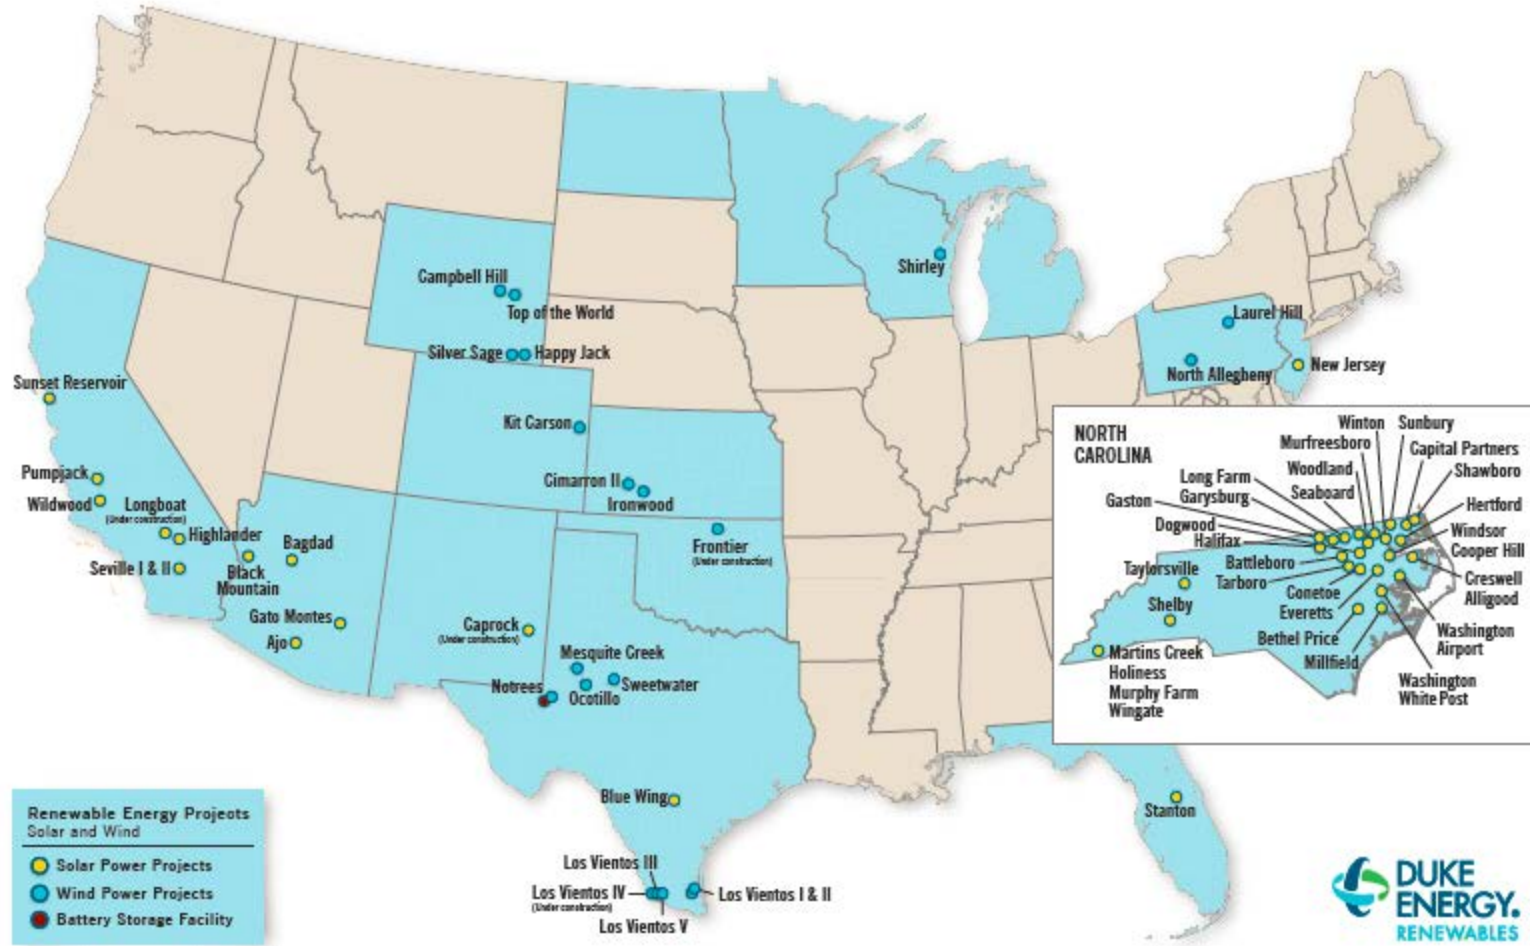 Campbell Hill
Top of the World
Silver Sage
Happy Jack
Shirley
Laurel Hill
North Allegheny
New Jersey
Sunset Reservoir
Kit Carson
Pumpjack
Wildwood
Longboat
(Under construction)
Highlander
Seville I & II
Black
Mountain
Bagdad
Gato Montes
Ajo
Cimarron II
Ironwood
Frontier
(Under construction)
Caprock
(Under construction)
Mesquite Creek
Notrees
Ocotillo
Sweetwater
Blue Wing
Los Vientos III
Los Vientos IV
(Under construction)
Los Vientos V
Los Vientos I & II
Stanton
NORTH
CAROLINA
Winton
Sunbury
Murfreesboro
Capital Partners
Woodland
Shawboro
Long Farm
Garysburg
Seaboard
Gaston
Hertford
Dogwood
Halifax
Windsor
Cooper Hill
Battleboro
Taylorsville
Tarboro
Creswell
Alligood
Conetoe
Everetts
Shelby
Bethel Price
Washington
Airport
Millfield
Martins Creek
Holiness
Murphy Farm
Wingate
Washington
White Post
Renewable Energy Projects
Solar and Wind
Solar Power Projects
Wind Power Projects
Battery Storage Facility
DUKE
ENERGY.
RENEWABLES